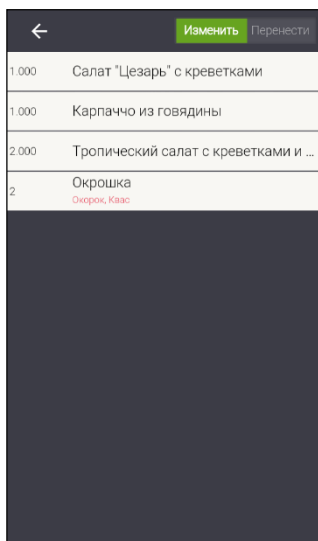 Изменить Перенести
1.000 Салат "Цезарь" с креветками
1.000 Карпаччо из говядины
2.000 Тропический салат с креветками и ...
2 Окрошка
Окорок, Квас